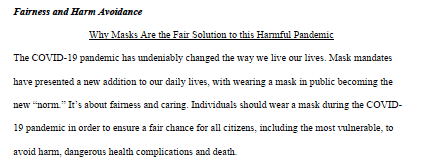 Fairness and Harm Avoidance
Why Masks Are the Fair Solution to this Harmful Pandemic
The COVID-19 pandemic has undeniably changed the way we live our lives. Mask mandates
have presented a new addition to our daily lives, with wearing a mask in public becoming the
new “norm.” It’s about fairness and caring. Individuals should wear a mask during the COVID-
19 pandemic in order to ensure a fair chance for all citizens, including the most vulnerable, to
avoid harm, dangerous health complications and death.